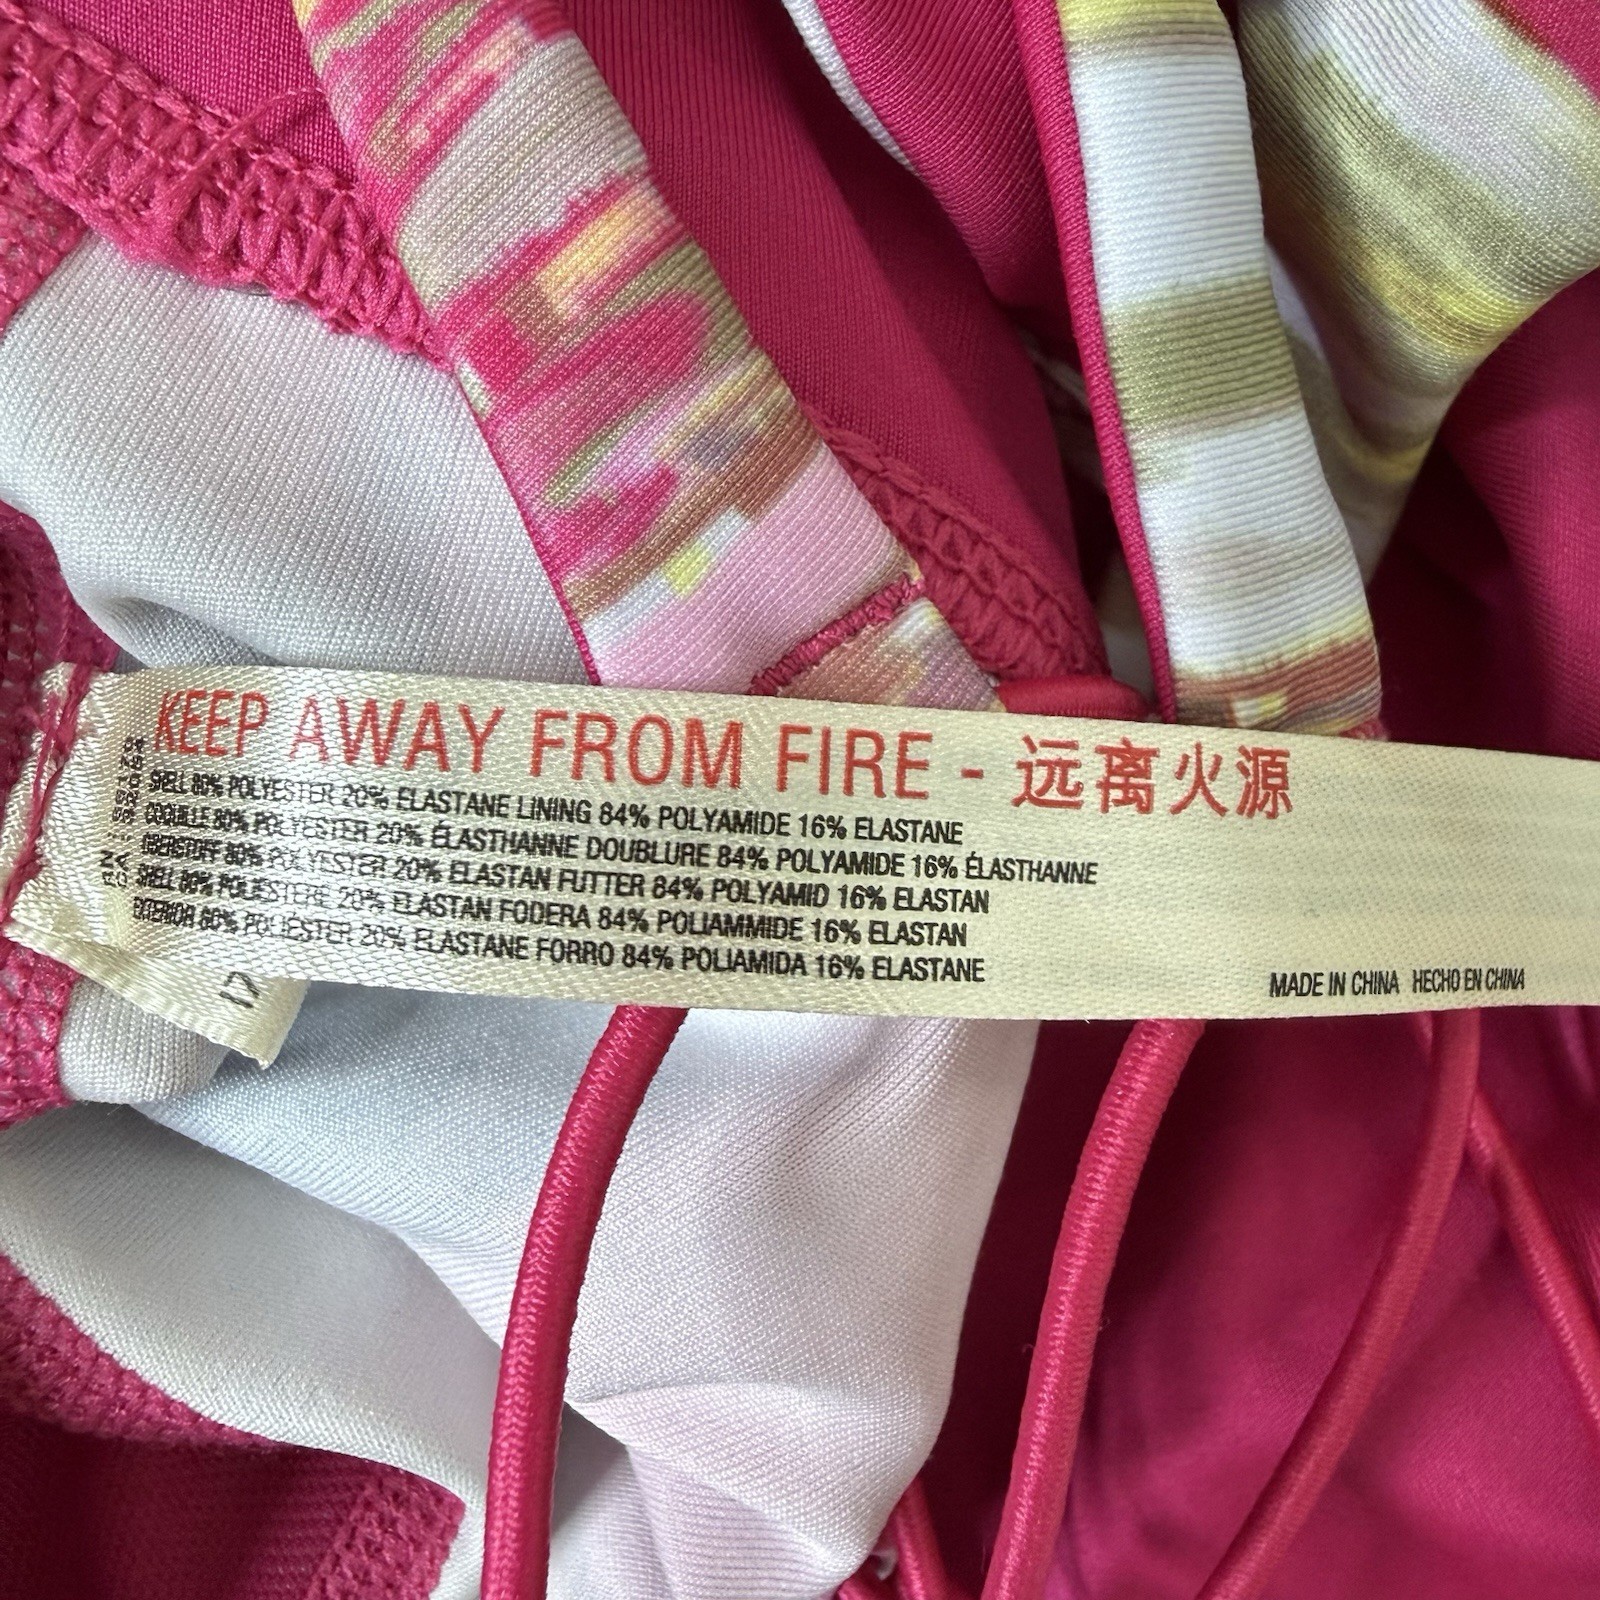 KEEP AWAY FROM FIRE - 远离火源
SHELL 80% POLYESTER 20% ELASTANE LINING 84% POLYAMIDE 16% ELASTANE
COQUILLE 80% POLYESTER 20% ÉLASTHANNE DOUBLURE 84% POLYAMIDE 16% ÉLASTHANNE
OBERSTOFF 80% POLYESTER 20% ELASTAN FUTTER 84% POLYAMID 16% ELASTAN
SHELL 80% POLIESTERE 20% ELASTAN FODERA 84% POLIAMMIDE 16% ELASTAN
EXTERIOR 80% POLIÉSTER 20% ELASTANE FORRO 84% POLIAMIDA 16% ELASTANE
MADE IN CHINA HECHO EN CHINA